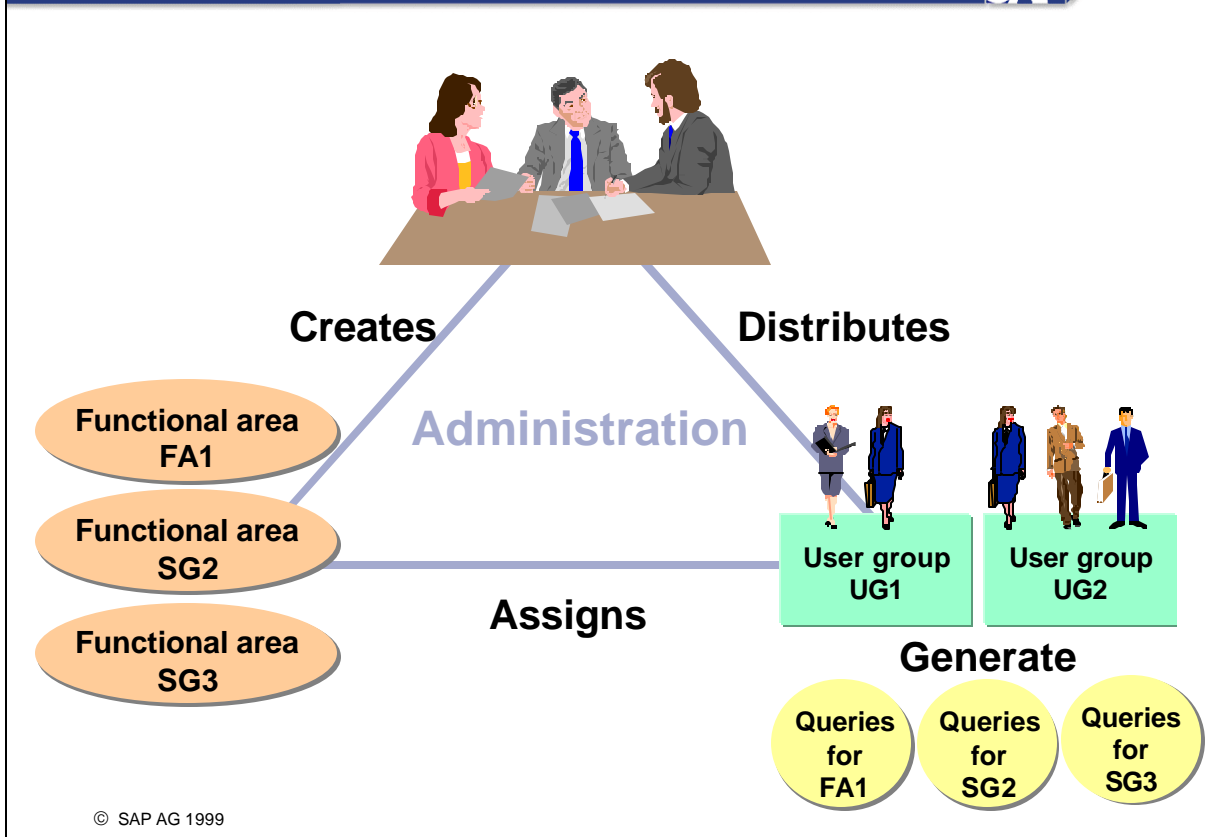 Creates
Distributes
Administration
Functional area
FA1
Functional area
SG2
Functional area
SG3
Assigns
User group
UG1
User group
UG2
Generate
Queries
for
FA1
Queries
for
SG2
Queries
for
SG3
© SAP AG 1999